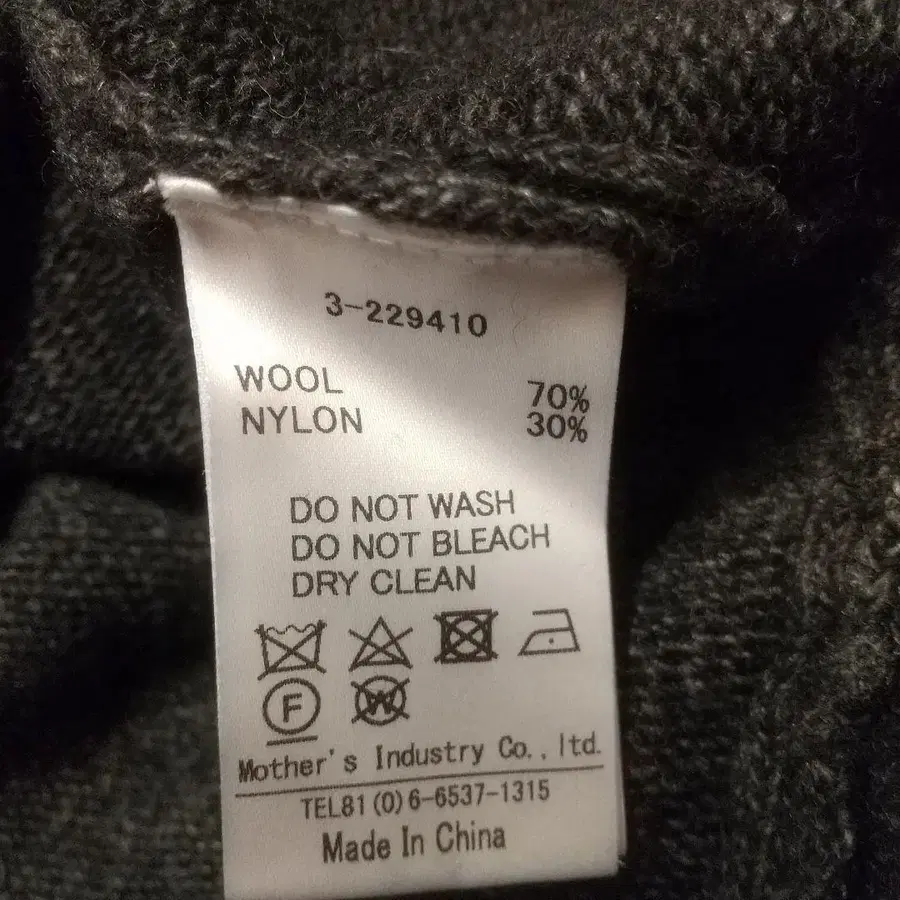 3-229410
WOOL 70%
NYLON 30%
DO NOT WASH
DO NOT BLEACH
DRY CLEAN
F W
Mother's Industry Co., ltd.
TEL81(0)6-6537-1315
Made In China